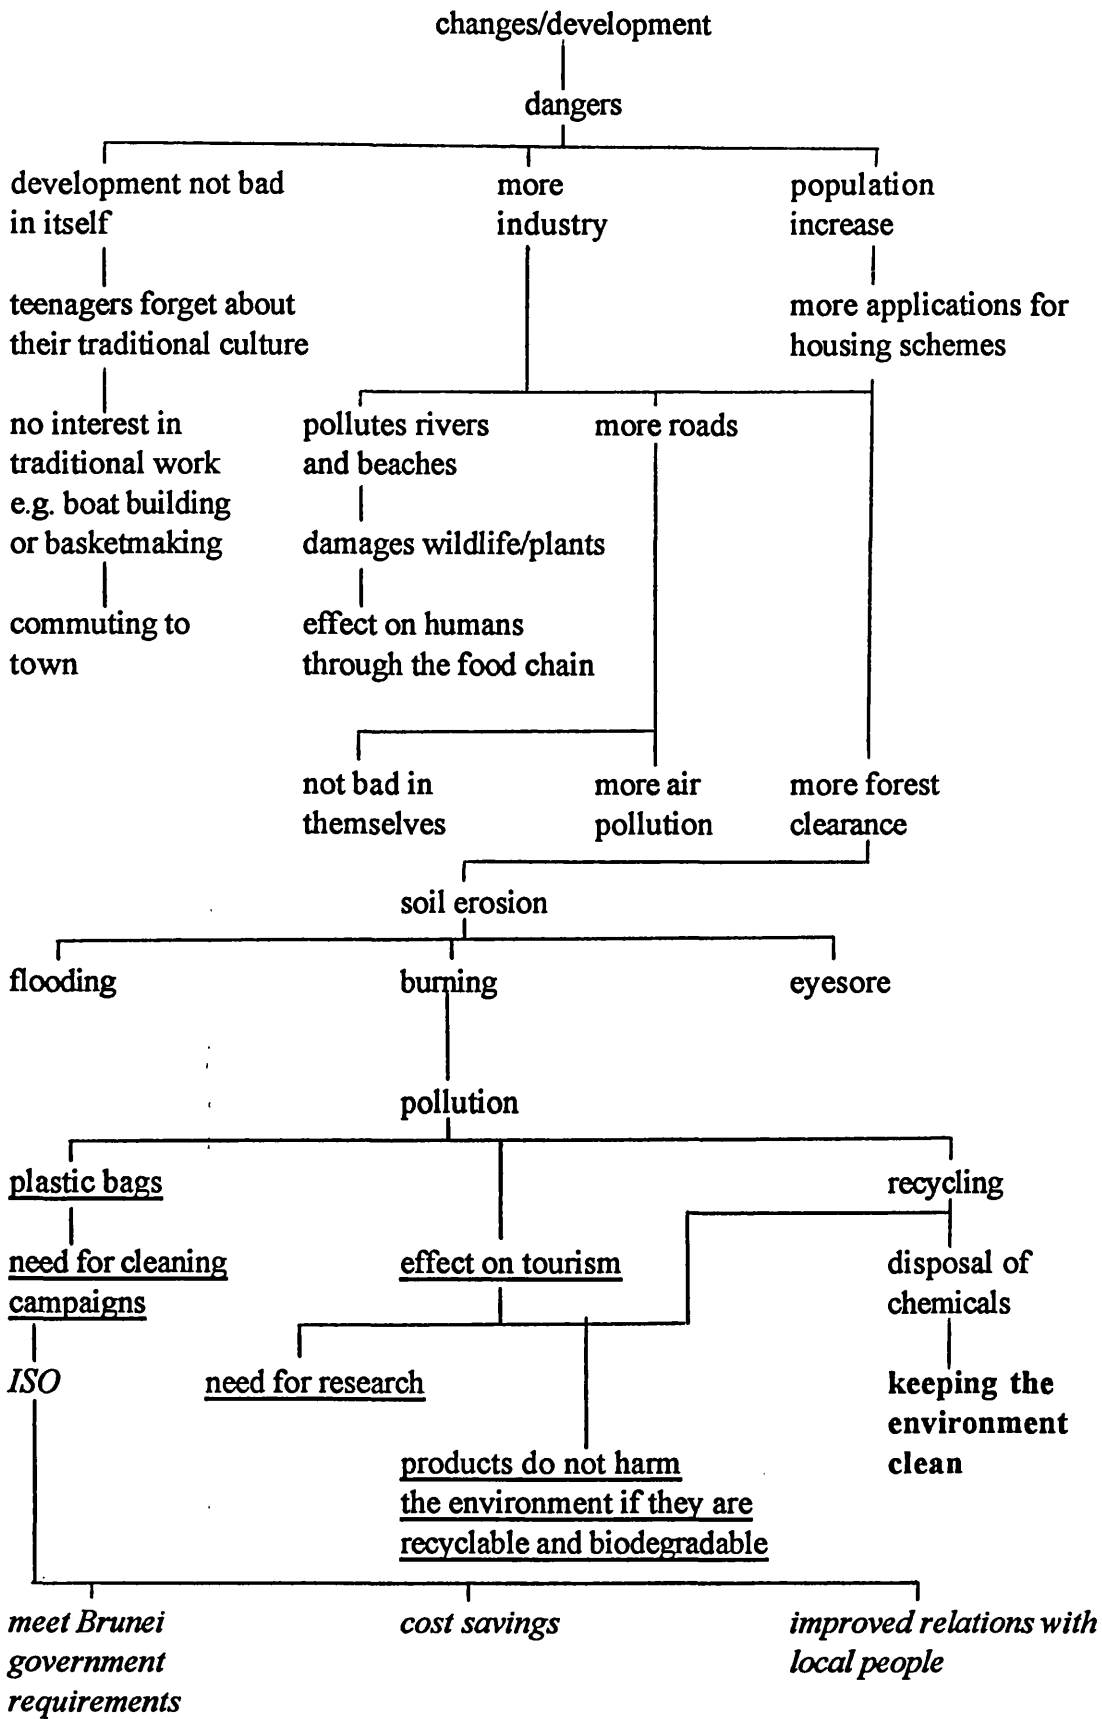 changes/development
dangers
development not bad
in itself
more
industry
population
increase
teenagers forget about
their traditional culture
more applications for
housing schemes
no interest in
traditional work
e.g. boat building
or basketmaking
pollutes rivers
and beaches
more roads
damages wildlife/plants
commuting to
town
effect on humans
through the food chain
not bad in
themselves
more air
pollution
more forest
clearance
soil erosion
flooding
burning
eyesore
pollution
plastic bags
recycling
need for cleaning
campaigns
effect on tourism
disposal of
chemicals
ISO
need for research
keeping the
environment
clean
products do not harm
the environment if they are
recyclable and biodegradable
meet Brunei
government
requirements
cost savings
improved relations with
local people